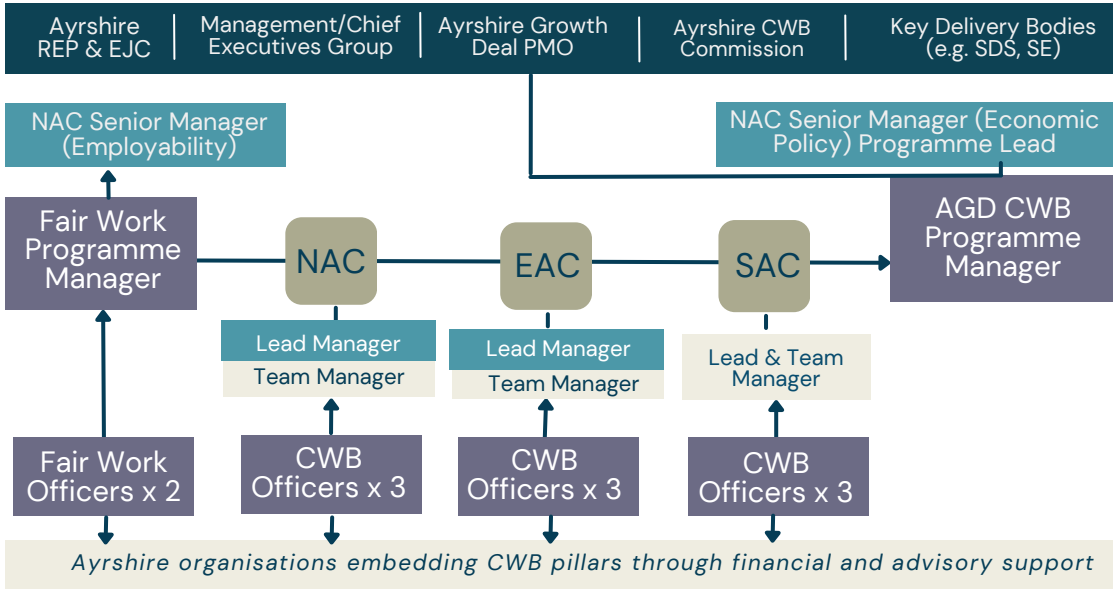 Ayrshire
REP & EJC
Management/Chief
Executives Group
Ayrshire Growth
Deal PMO
Ayrshire CWB
Commission
Key Delivery Bodies
(e.g. SDS, SE)
NAC Senior Manager
(Employability)
NAC Senior Manager (Economic
Policy) Programme Lead
Fair Work
Programme
Manager
NAC
EAC
SAC
AGD CWB
Programme
Manager
Lead Manager
Team Manager
Lead Manager
Team Manager
Lead & Team
Manager
Fair Work
Officers x 2
CWB
Officers x 3
CWB
Officers x 3
CWB
Officers x 3
Ayrshire organisations embedding CWB pillars through financial and advisory support